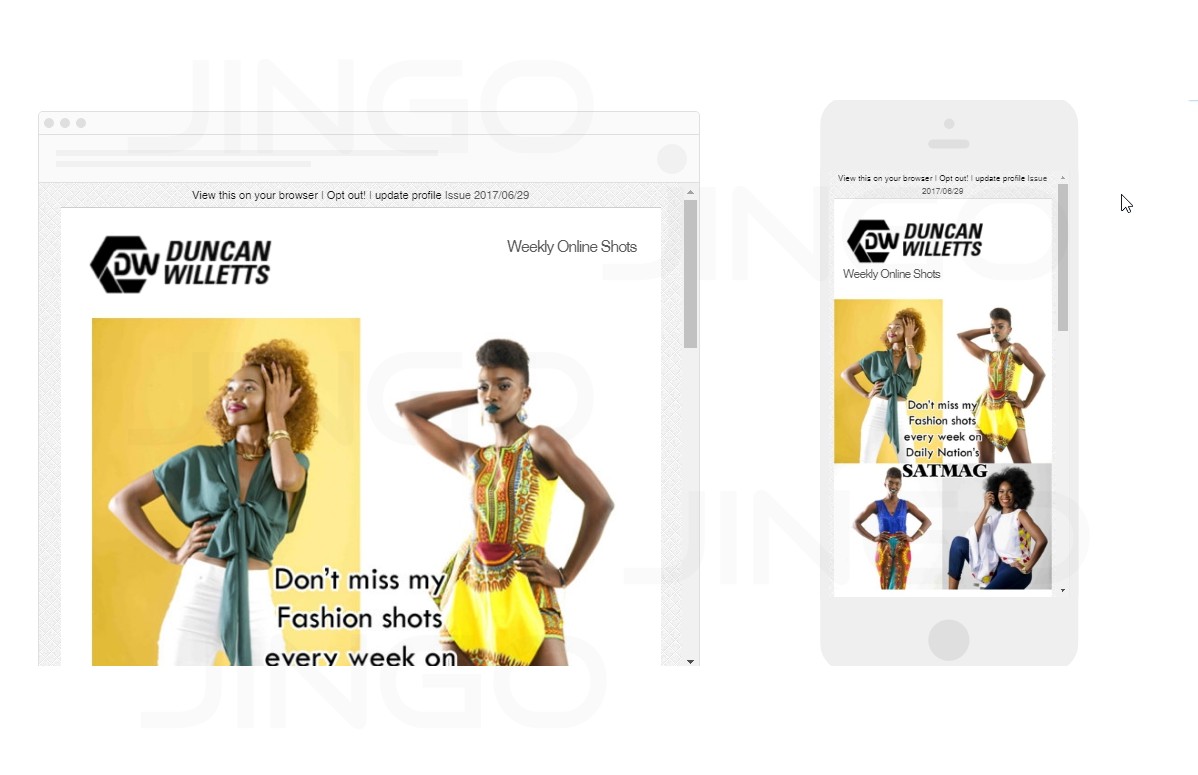 JINGO
View this on your browser | Opt out! | update profile Issue 2017/06/29
DW DUNCAN
WILLETTS
Weekly Online Shots
Don't miss my
Fashion shots
every week on
View this on your browser | Opt out! | update profile Issue
2017/06/29
DW DUNCAN
WILLETTS
Weekly Online Shots
Don't miss my
Fashion shots
every week on
Daily Nation's
SATMAG
JINGO
JINGO
JINGO
JINGO